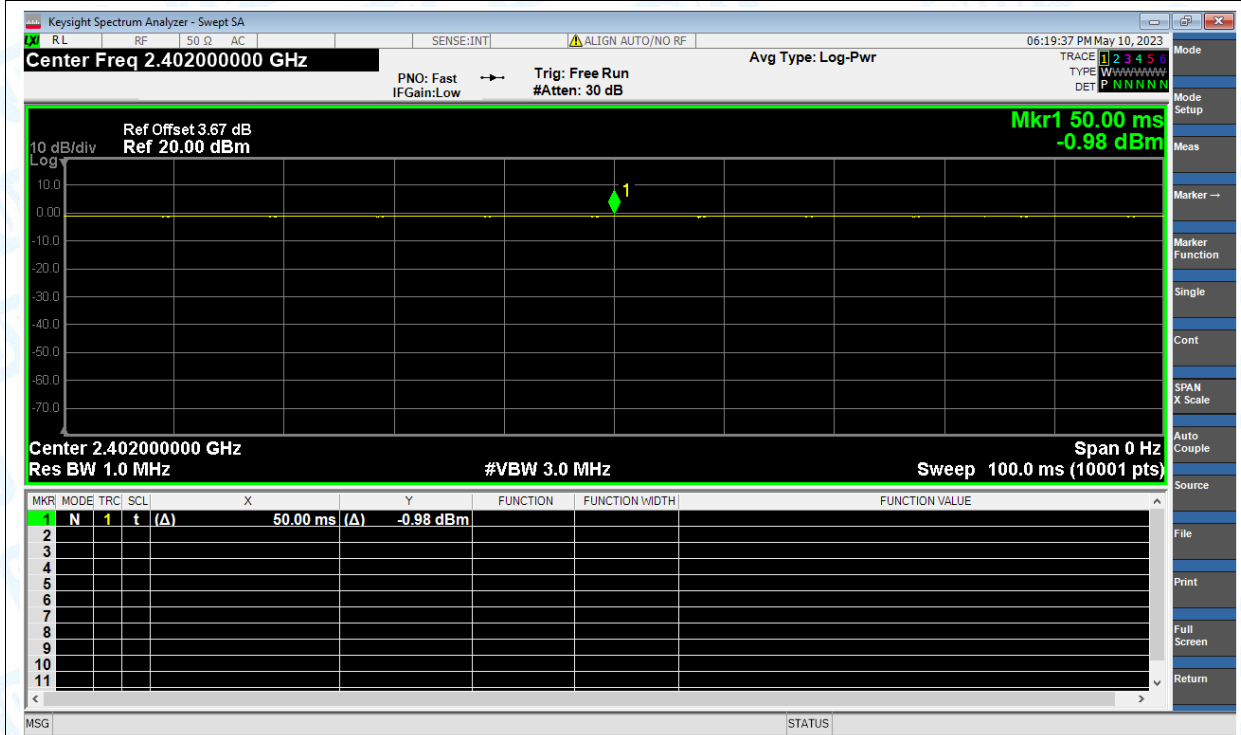 Keysight Spectrum Analyzer - Swept SA
LXI RL RF 50 Ω AC SENSE:INT ALIGN AUTO/NO RF 06:19:37 PM May 10, 2023
Center Freq 2.402000000 GHz
PNO: Fast
IFGain:Low
Trig: Free Run
#Atten: 30 dB
Avg Type: Log-Pwr
TRACE 1 2 3 4 5 6
TYPE WWWWWW
DET P N N N N N
Ref Offset 3.67 dB
10 dB/div Ref 20.00 dBm
Log
Mkr1 50.00 ms
-0.98 dBm
10.0
1
0.00
-10.0
-20.0
-30.0
-40.0
-50.0
-60.0
-70.0
Center 2.402000000 GHz Span 0 Hz
Res BW 1.0 MHz #VBW 3.0 MHz Sweep 100.0 ms (10001 pts)
MKR MODE TRC SCL X Y FUNCTION FUNCTION WIDTH FUNCTION VALUE
1 N 1 t (Δ) 50.00 ms (Δ) -0.98 dBm
2
3
4
5
6
7
8
9
10
11
MSG STATUS
Mode
Mode
Setup
Meas
Marker →
Marker
Function
Single
Cont
SPAN
X Scale
Auto
Couple
Source
File
Print
Full
Screen
Return